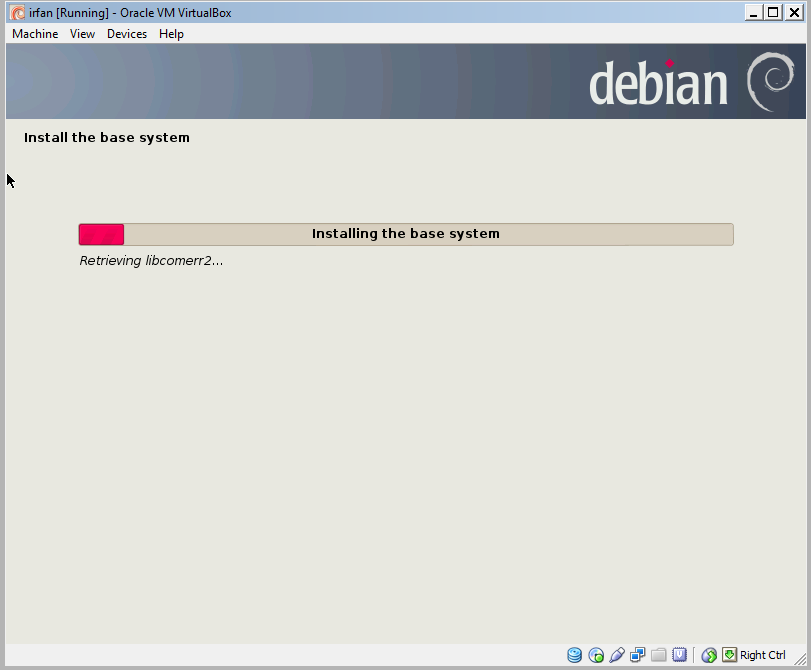 irfan [Running] - Oracle VM VirtualBox
Machine View Devices Help
debian
Install the base system
Installing the base system
Retrieving libcomerr2...
Right Ctrl